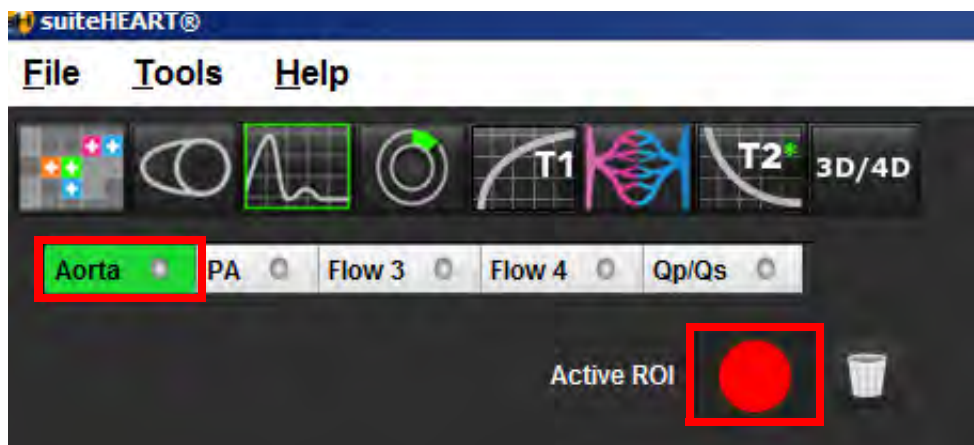 suiteHEART®
File Tools Help
T1 T2* 3D/4D
Aorta PA Flow 3 Flow 4 Qp/Qs
Active ROI